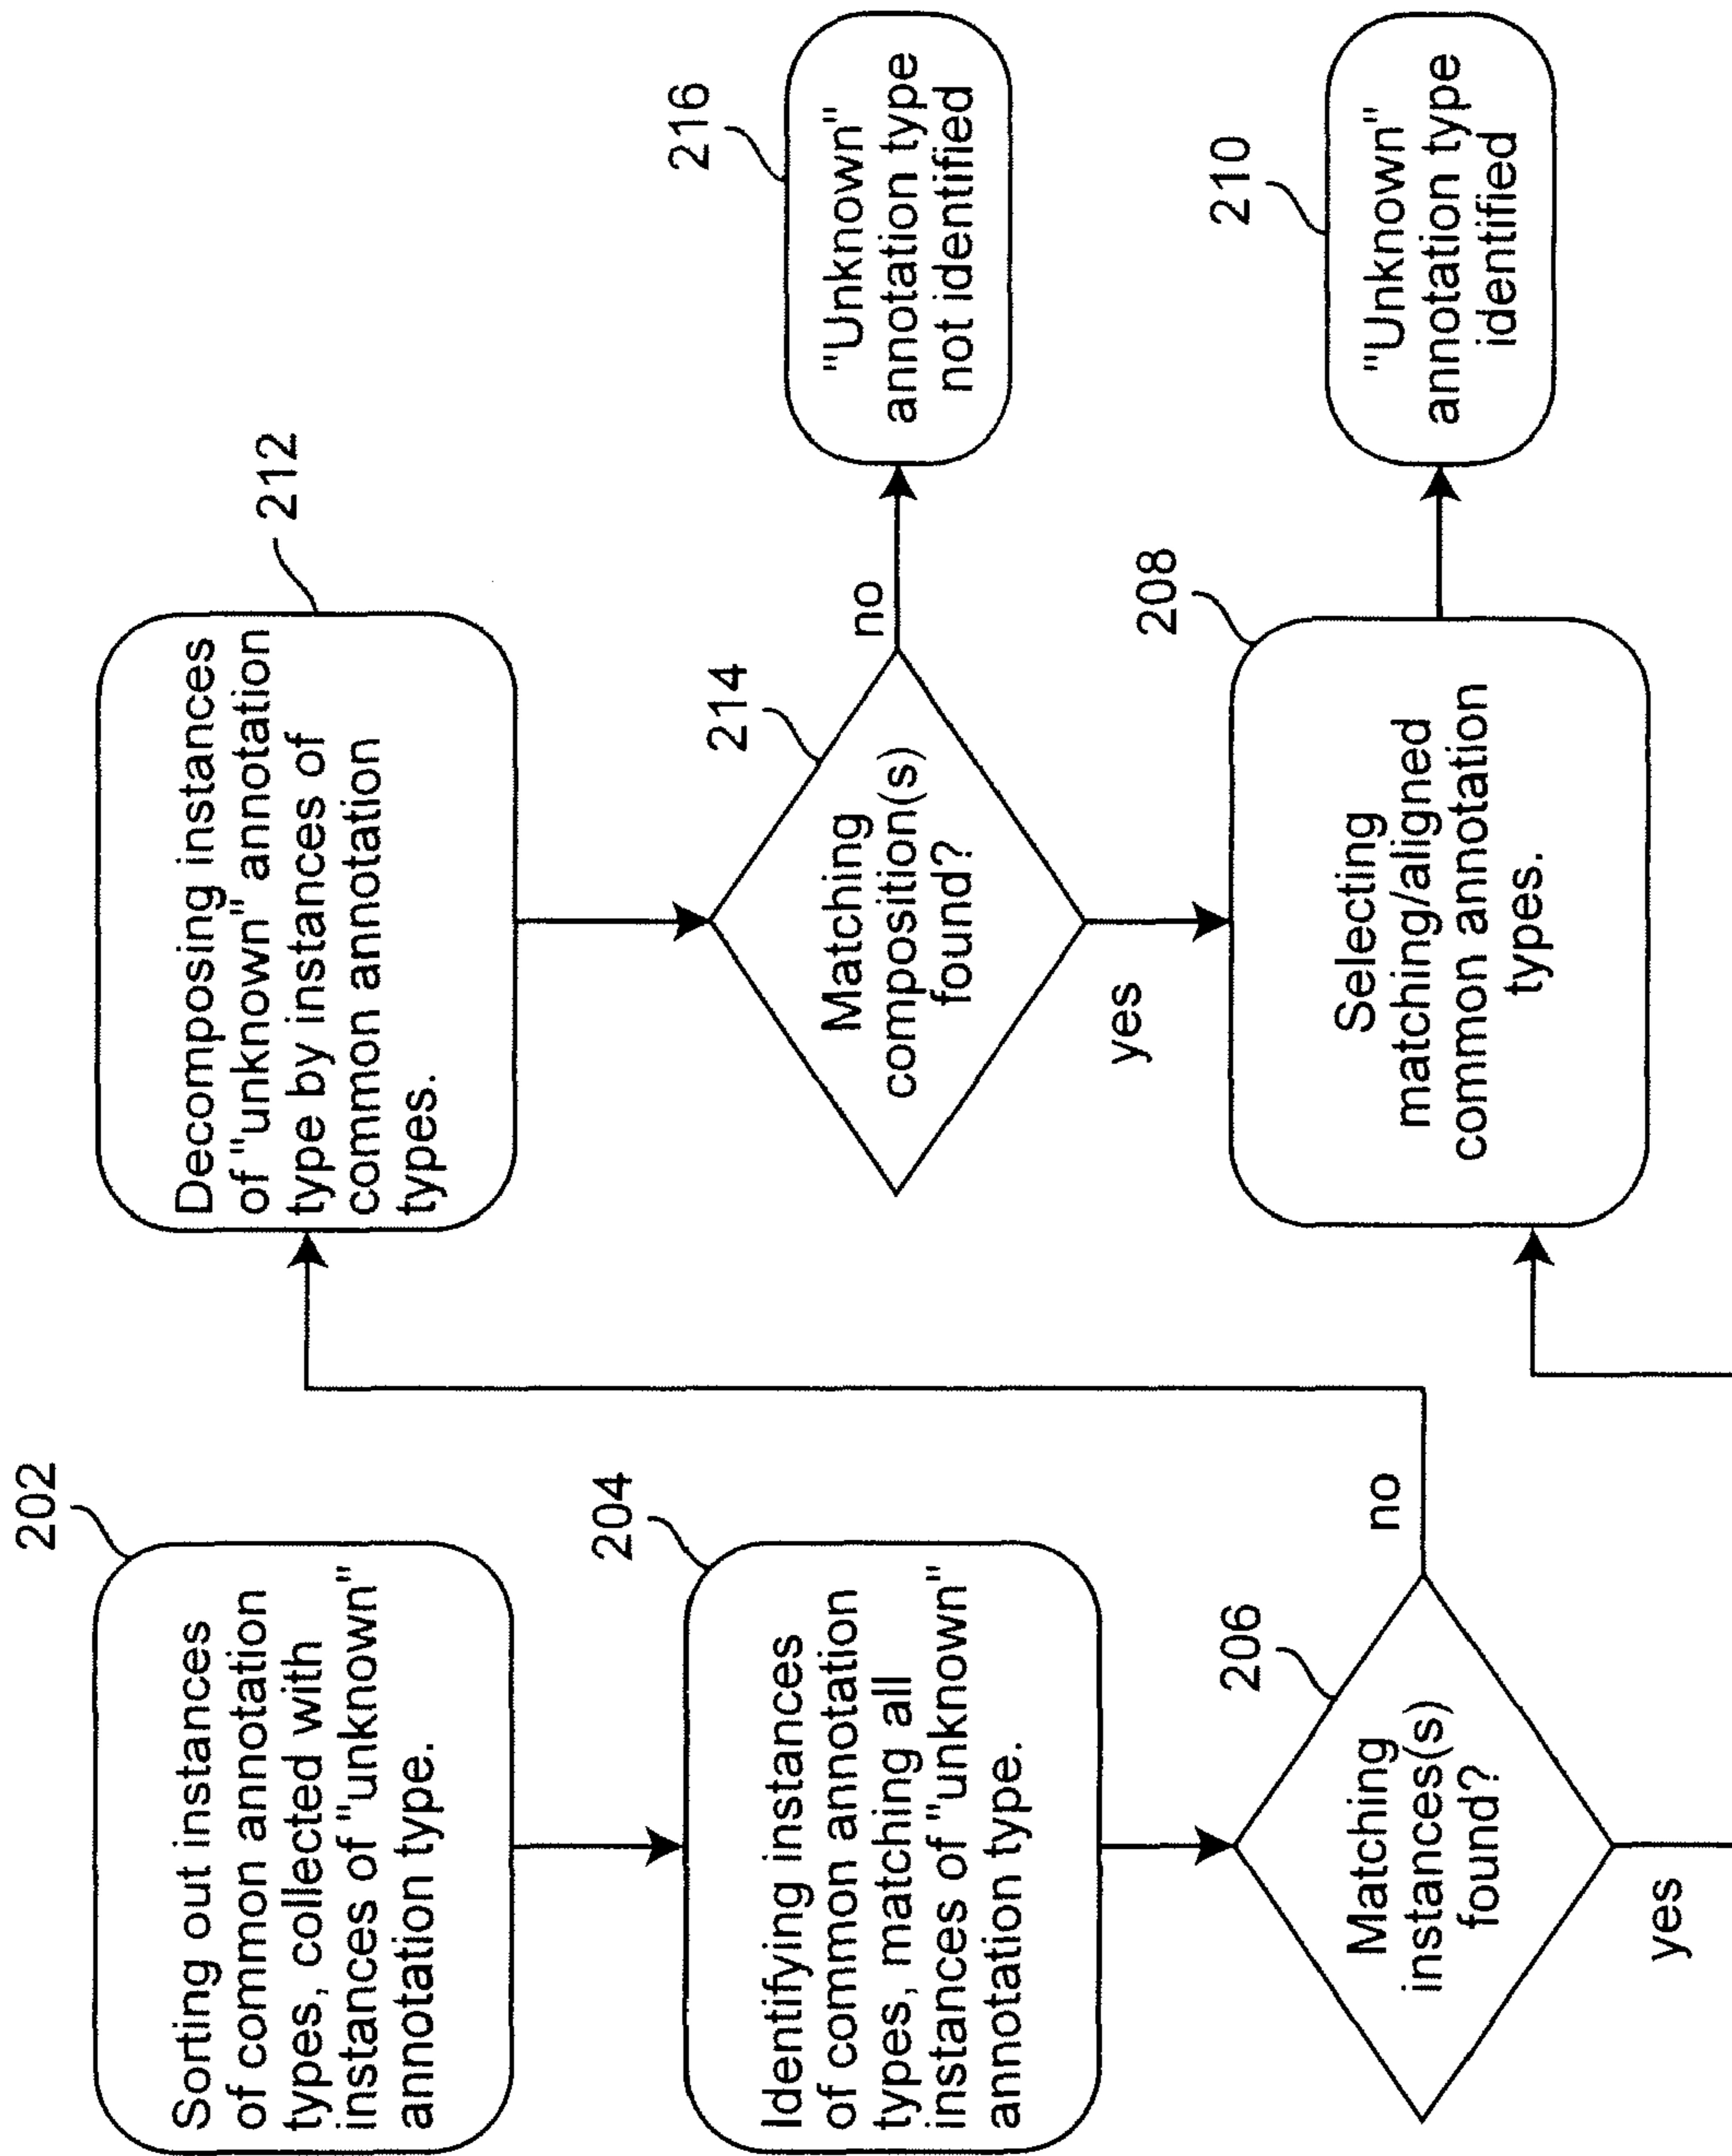 202
Sorting out instances
of common annotation
types, collected with
instances of "unknown"
annotation type.
204
Identifying instances
of common annotation
types, matching all
instances of "unknown"
annotation type.
206
Matching
instances(s)
found?
no
yes
212
Decomposing instances
of "unknown" annotation
type by instances of
common annotation
types.
214
Matching
composition(s)
found?
no
yes
216
"Unknown"
annotation type
not identified
208
Selecting
matching/aligned
common annotation
types.
210
"Unknown"
annotation type
identified